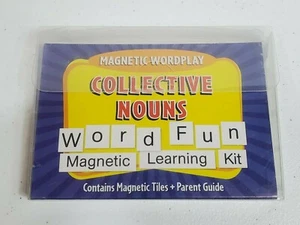 MAGNETIC WORDPLAY
COLLECTIVE
NOUNS
Word Fun
Magnetic Learning Kit
Contains Magnetic Tiles + Parent Guide